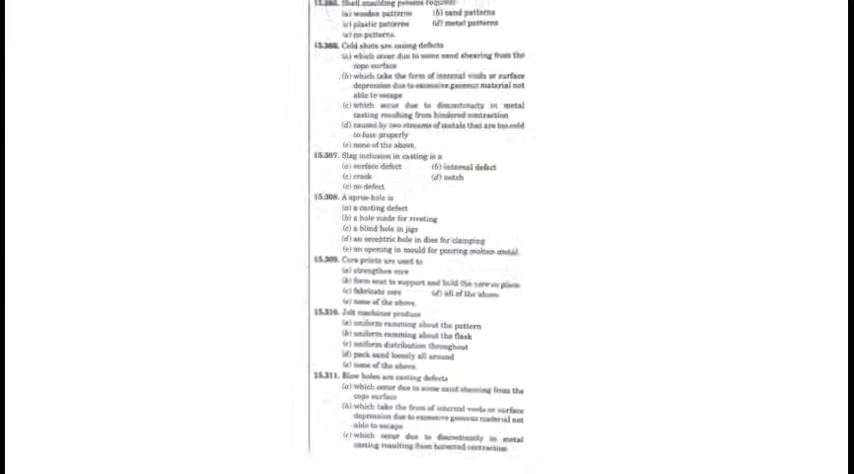 15.305. Shell moulding process requires
(a) wooden patterns (b) sand patterns
(c) plastic patterns (d) metal patterns
(e) no patterns.
15.306. Cold shots are casting defects
(a) which occur due to some sand shearing from the
cope surface
(b) which take the form of internal voids or surface
depression due to excessive gaseous material not
able to escape
(c) which occur due to discontinuity in metal
casting resulting from hindered contraction
(d) caused by two streams of metals that are too cold
to fuse properly
(e) none of the above.
15.307. Slag inclusion in casting is a
(a) surface defect (b) internal defect
(c) crack (d) notch
(e) no defect.
15.308. A sprue hole is
(a) a casting defect
(b) a hole made for riveting
(c) a blind hole in jigs
(d) an eccentric hole in dies for clamping
(e) an opening in mould for pouring molten metal.
15.309. Core prints are used to
(a) strengthen core
(b) form seat to support and hold the core in place
(c) fabricate core (d) all of the above
(e) none of the above.
15.310. Jolt machines produce
(a) uniform ramming about the pattern
(b) uniform ramming about the flask
(c) uniform distribution throughout
(d) pack sand loosely all around
(e) none of the above.
15.311. Blow holes are casting defects
(a) which occur due to some sand shearing from the
cope surface
(b) which take the from of internal voids or surface
depression due to excessive gaseous material not
able to escape
(c) which occur due to discontinuity in metal
casting resulting from hindered contraction